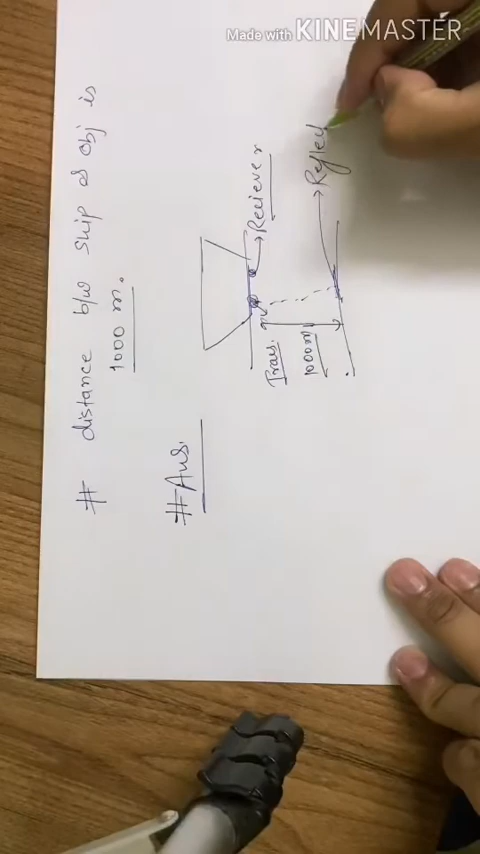 Made with KINEMASTER
# distance b/w ship & obj is
1000 m.
# Ans.
Reciever
Trans.
1000m
Reflec